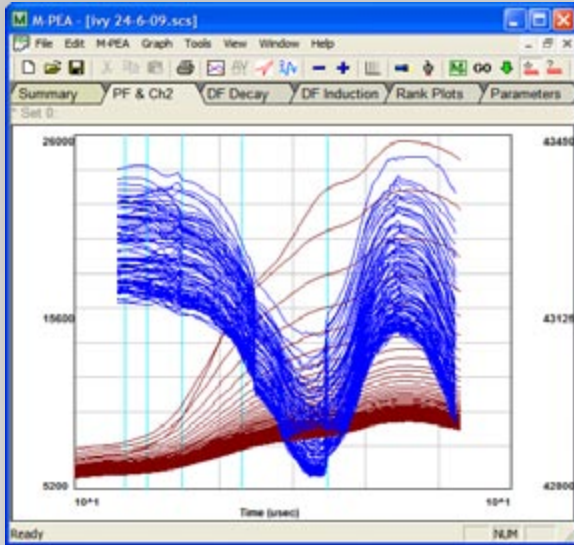 M-PEA - [ivy 24-6-09.scs]
File Edit M-PEA Graph Tools View Window Help
GO
Summary PF & Ch2 DF Decay DF Induction Rank Plots Parameters
* Set 0:
26000 43450
15600 43125
5200 42800
10^1 10^1
Time (usec)
Ready NUM